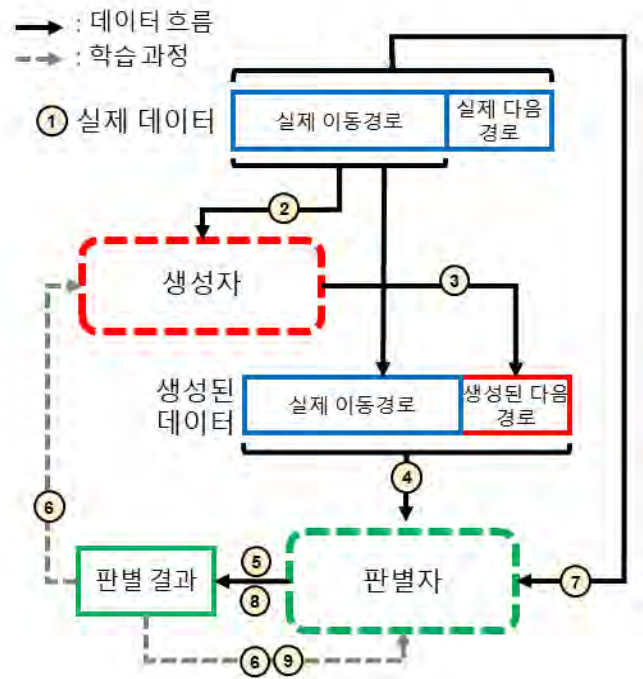 : 데이터 흐름
: 학습 과정
1 실제 데이터
실제 이동경로
실제 다음
경로
2
생성자
3
생성된
데이터
실제 이동경로
생성된 다음
경로
4
6
판별 결과
5
8
판별자
7
6 9